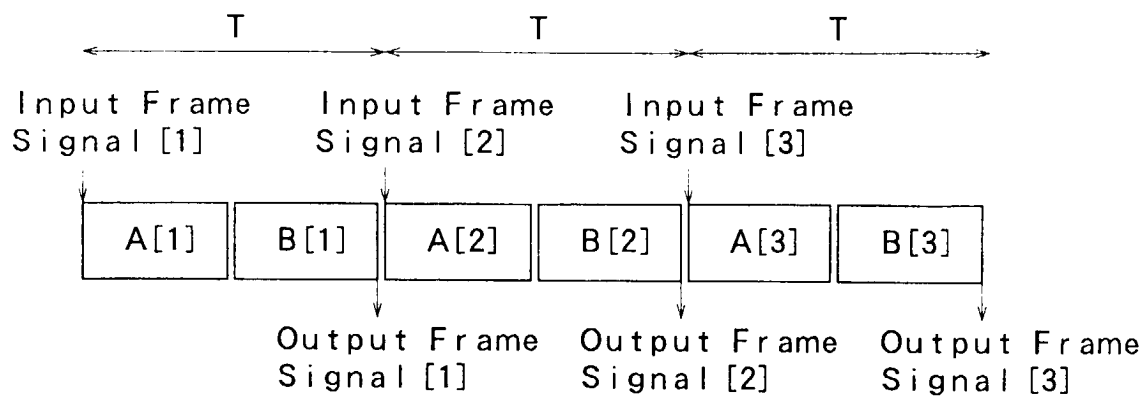 T T T
Input Frame Signal [1]
Input Frame Signal [2]
Input Frame Signal [3]
A[1] B[1] A[2] B[2] A[3] B[3]
Output Frame Signal [1]
Output Frame Signal [2]
Output Frame Signal [3]